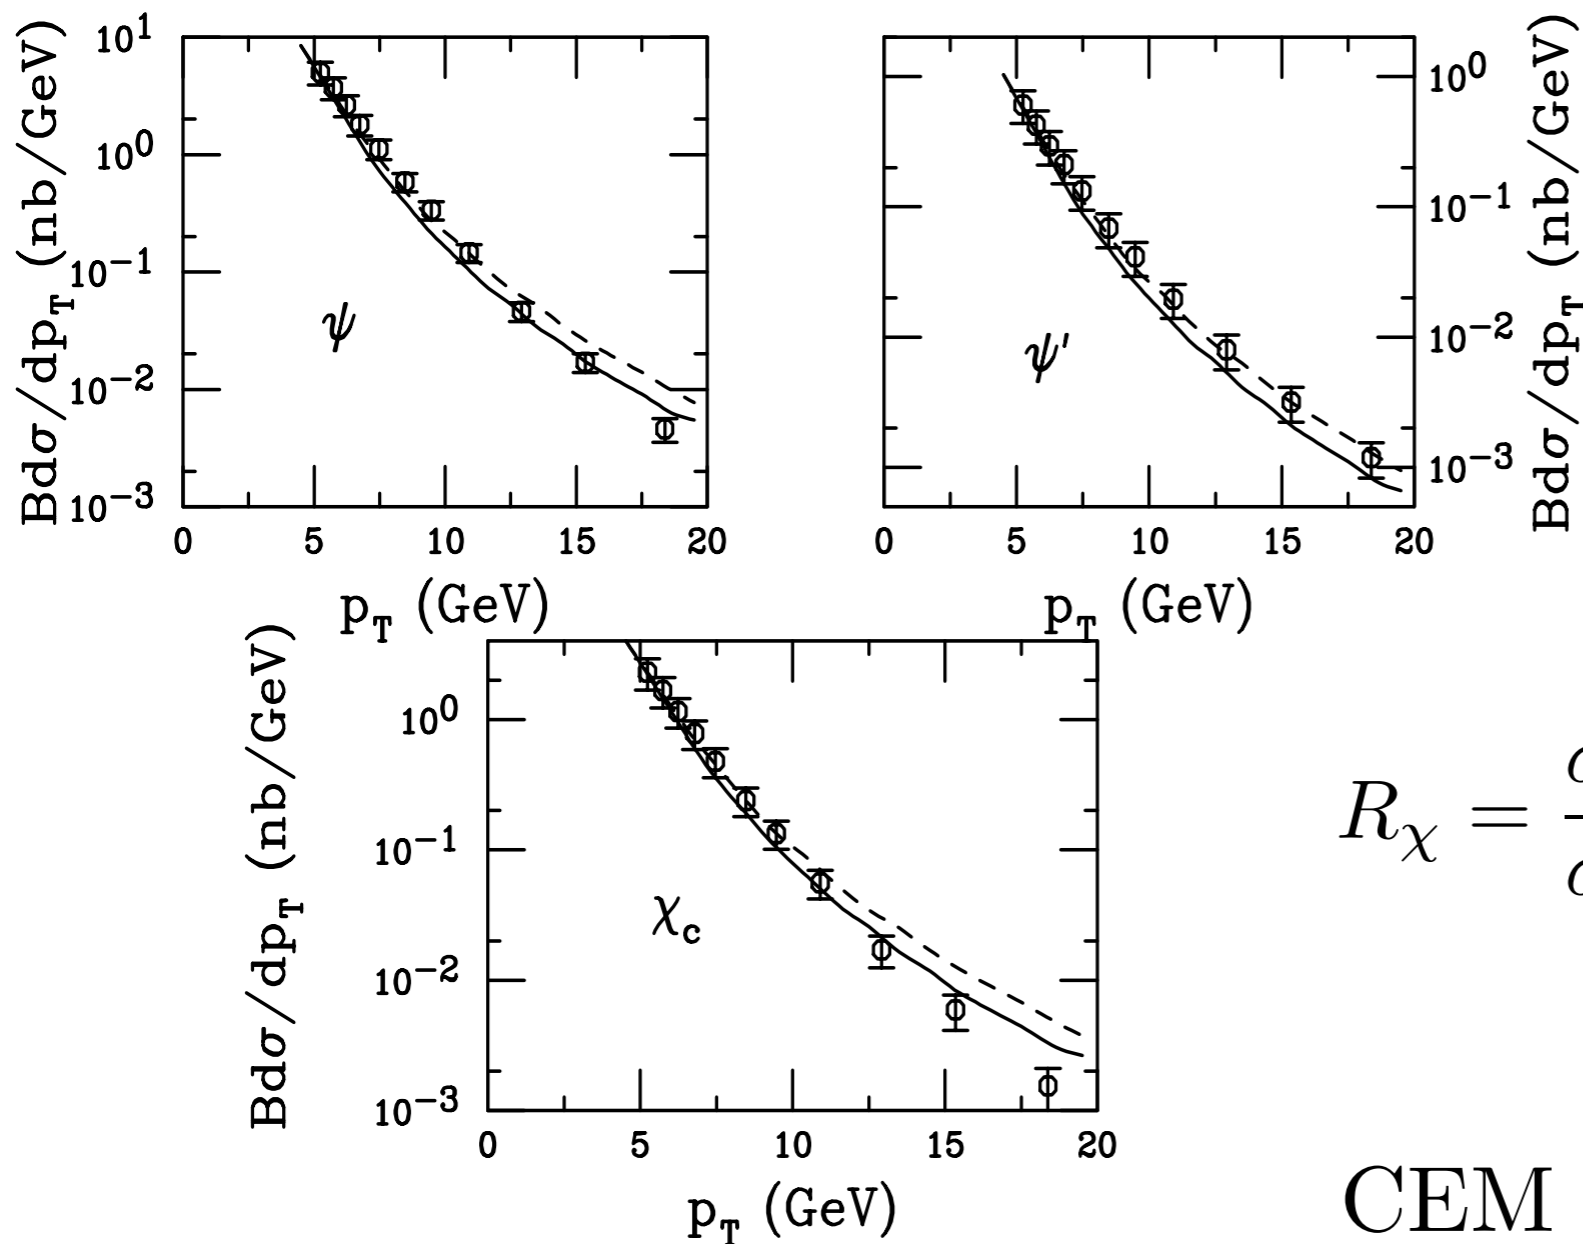 Bdσ/dp_T (nb/GeV)
10^1
10^0
10^-1
10^-2
10^-3
ψ
0 5 10 15 20
p_T (GeV)
10^0
10^-1
10^-2
10^-3
Bdσ/dp_T (nb/GeV)
ψ′
0 5 10 15 20
p_T (GeV)
Bdσ/dp_T (nb/GeV)
10^0
10^-1
10^-2
10^-3
χ_c
0 5 10 15 20
p_T (GeV)
R_χ =
CEM